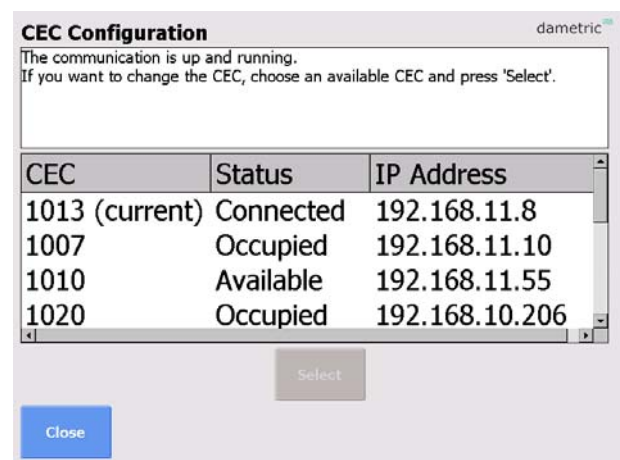 CEC Configuration
dametric
The communication is up and running.
If you want to change the CEC, choose an available CEC and press 'Select'.
CEC Status IP Address
1013 (current) Connected 192.168.11.8
1007 Occupied 192.168.11.10
1010 Available 192.168.11.55
1020 Occupied 192.168.10.206
Select
Close